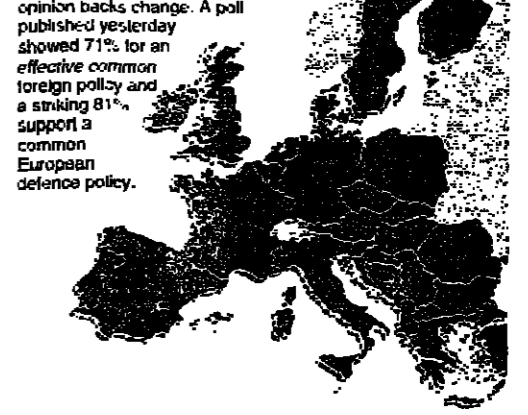 opinion backs change. A poll
published yesterday
showed 71% for an
effective common
foreign policy and
a striking 81%
support a
common
European
defence policy.